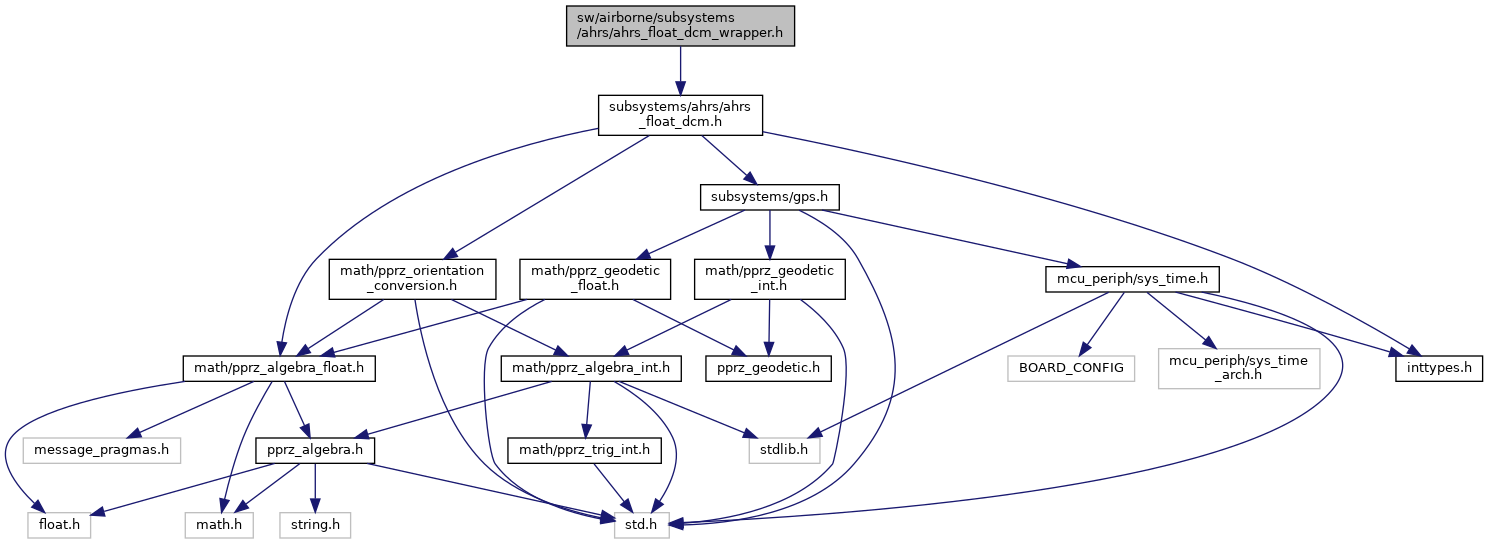 sw/airborne/subsystems
/ahrs/ahrs_float_dcm_wrapper.h
subsystems/ahrs/ahrs
_float_dcm.h
subsystems/gps.h
math/pprz_orientation
_conversion.h
math/pprz_geodetic
_float.h
math/pprz_geodetic
_int.h
mcu_periph/sys_time.h
math/pprz_algebra_float.h
math/pprz_algebra_int.h
pprz_geodetic.h
BOARD_CONFIG
mcu_periph/sys_time
_arch.h
inttypes.h
message_pragmas.h
pprz_algebra.h
math/pprz_trig_int.h
stdlib.h
float.h
math.h
string.h
std.h